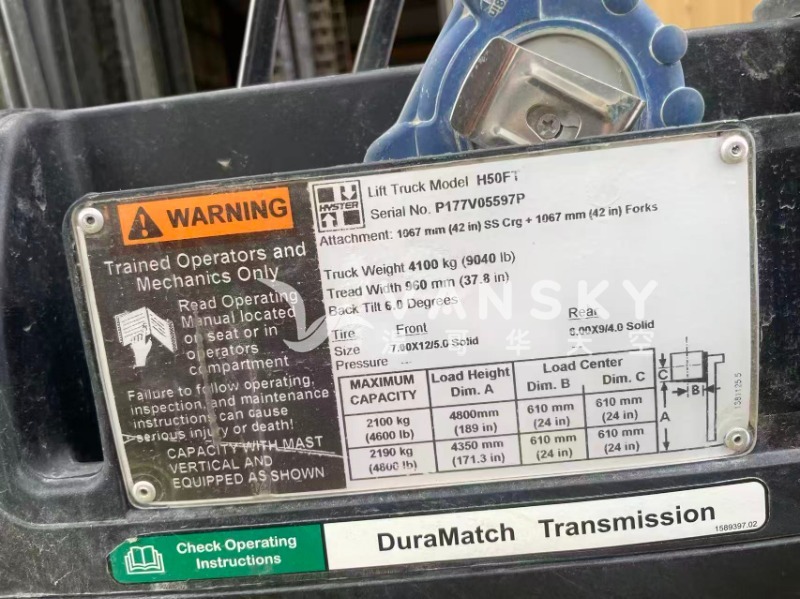 WARNING
Trained Operators and
Mechanics Only
Read Operating
Manual located
on seat or in
operators
compartment
Failure to follow operating,
inspection, and maintenance
instructions can cause
serious injury or death!
CAPACITY WITH MAST
VERTICAL AND
EQUIPPED AS SHOWN
HYSTER
Lift Truck Model H50FT
Serial No. P177V05597P
Attachment: 1067 mm (42 in) SS Crg + 1067 mm (42 in) Forks
Truck Weight 4100 kg (9040 lb)
Tread Width 960 mm (37.8 in)
Back Tilt 6.0 Degrees
Tire Front Rear
Size 7.00X12/5.0 Solid 6.00X9/4.0 Solid
Pressure
MAXIMUM CAPACITY Load Height Dim. A Load Center Dim. B Dim. C
2100 kg (4600 lb) 4800mm (189 in) 610 mm (24 in) 610 mm (24 in)
2190 kg (4800 lb) 4350 mm (171.3 in) 610 mm (24 in) 610 mm (24 in)
C
B
A
VANSKY
Check Operating
Instructions
DuraMatch Transmission
1589397.02